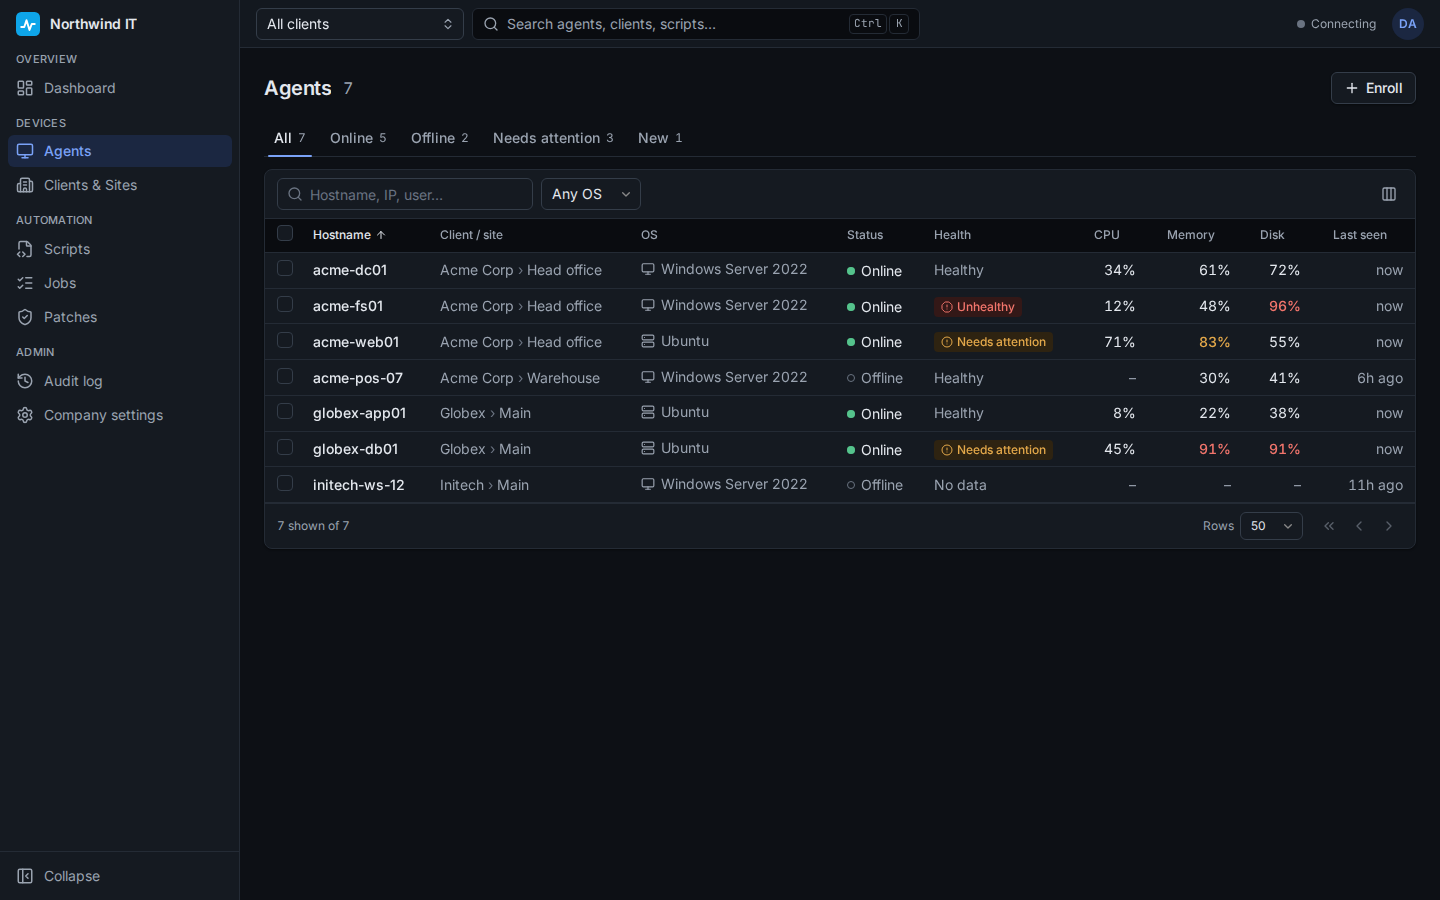 Northwind IT
All clients
Search agents, clients, scripts...
Ctrl K
Connecting
DA
OVERVIEW
Dashboard
DEVICES
Agents
Clients & Sites
AUTOMATION
Scripts
Jobs
Patches
ADMIN
Audit log
Company settings
Collapse
Agents 7
Enroll
All 7 Online 5 Offline 2 Needs attention 3 New 1
Hostname, IP, user... Any OS
Hostname Client / site OS Status Health CPU Memory Disk Last seen
acme-dc01 Acme Corp › Head office Windows Server 2022 Online Healthy 34% 61% 72% now
acme-fs01 Acme Corp › Head office Windows Server 2022 Online Unhealthy 12% 48% 96% now
acme-web01 Acme Corp › Head office Ubuntu Online Needs attention 71% 83% 55% now
acme-pos-07 Acme Corp › Warehouse Windows Server 2022 Offline Healthy – 30% 41% 6h ago
globex-app01 Globex › Main Ubuntu Online Healthy 8% 22% 38% now
globex-db01 Globex › Main Ubuntu Online Needs attention 45% 91% 91% now
initech-ws-12 Initech › Main Windows Server 2022 Offline No data – – – 11h ago
7 shown of 7 Rows 50